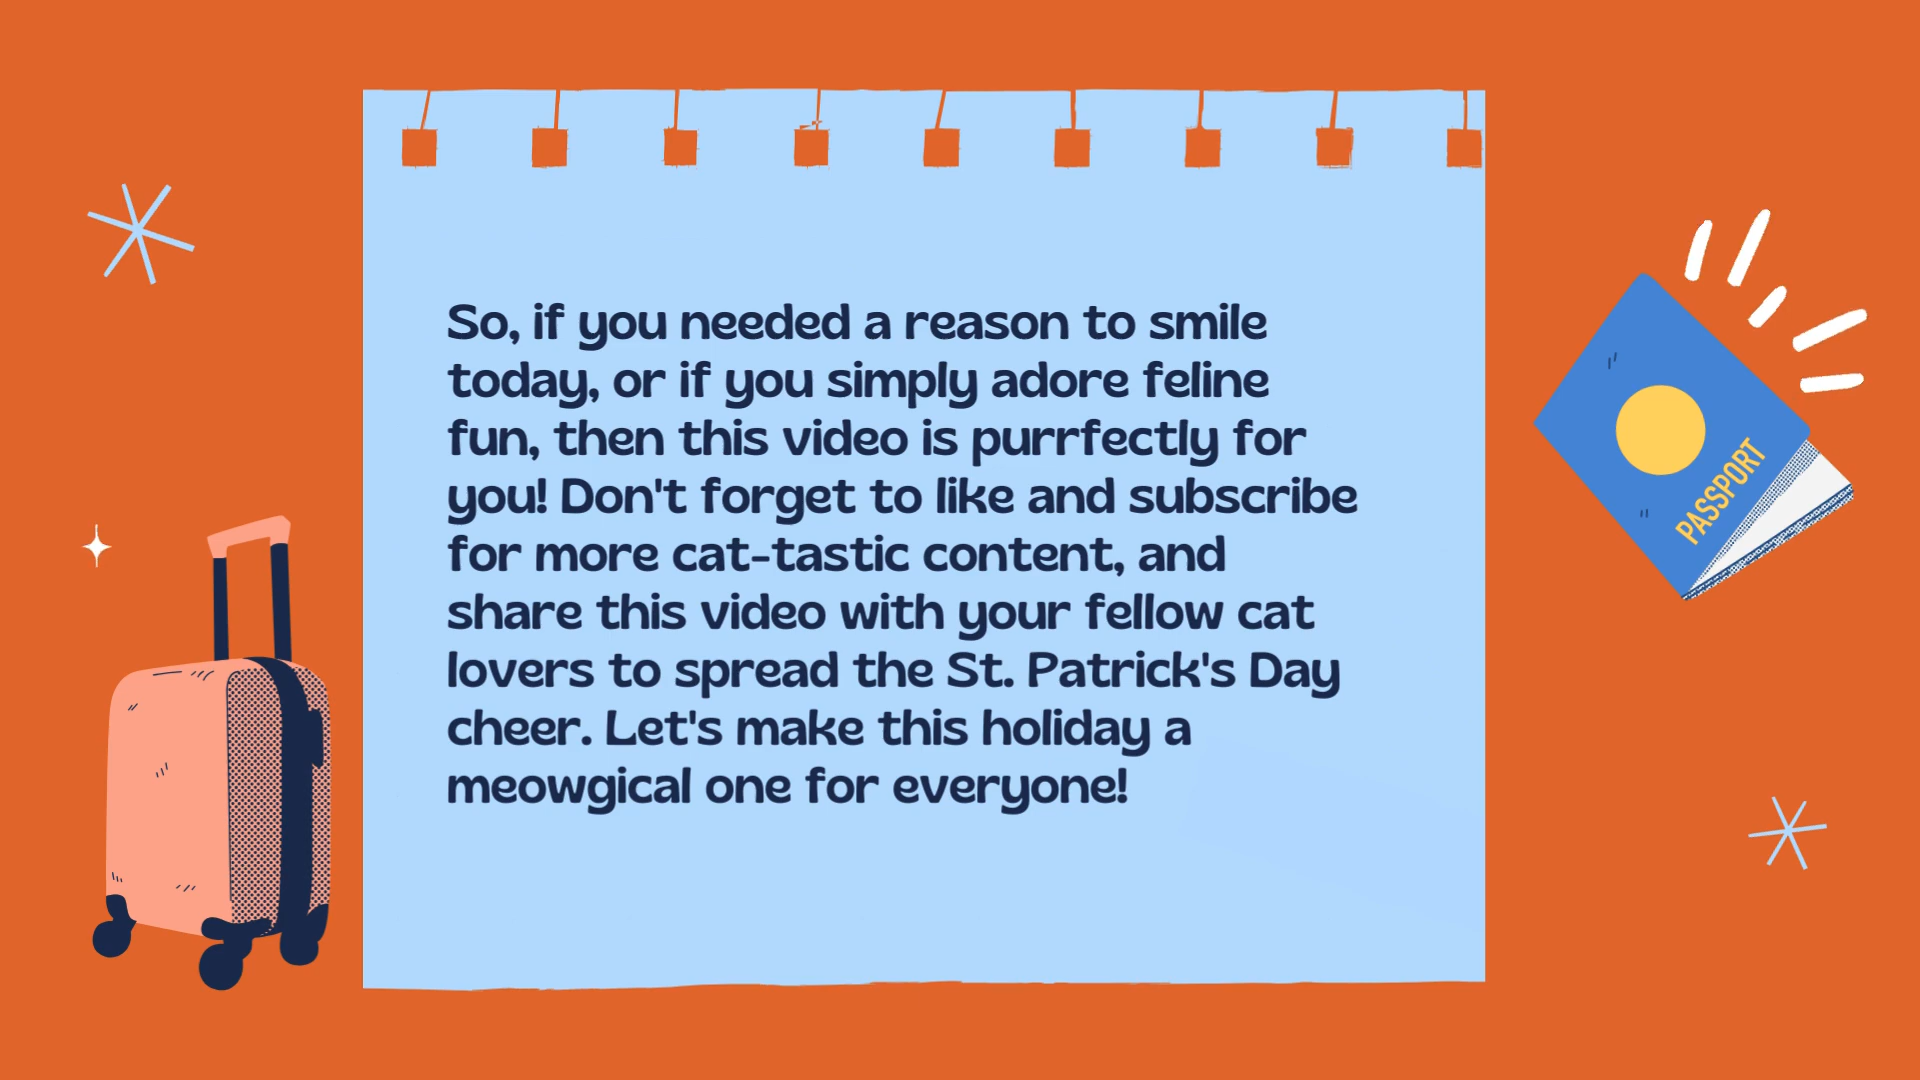 So, if you needed a reason to smile
today, or if you simply adore feline
fun, then this video is purrfectly for
you! Don't forget to like and subscribe
for more cat-tastic content, and
share this video with your fellow cat
lovers to spread the St. Patrick's Day
cheer. Let's make this holiday a
meowgical one for everyone!
PASSPORT